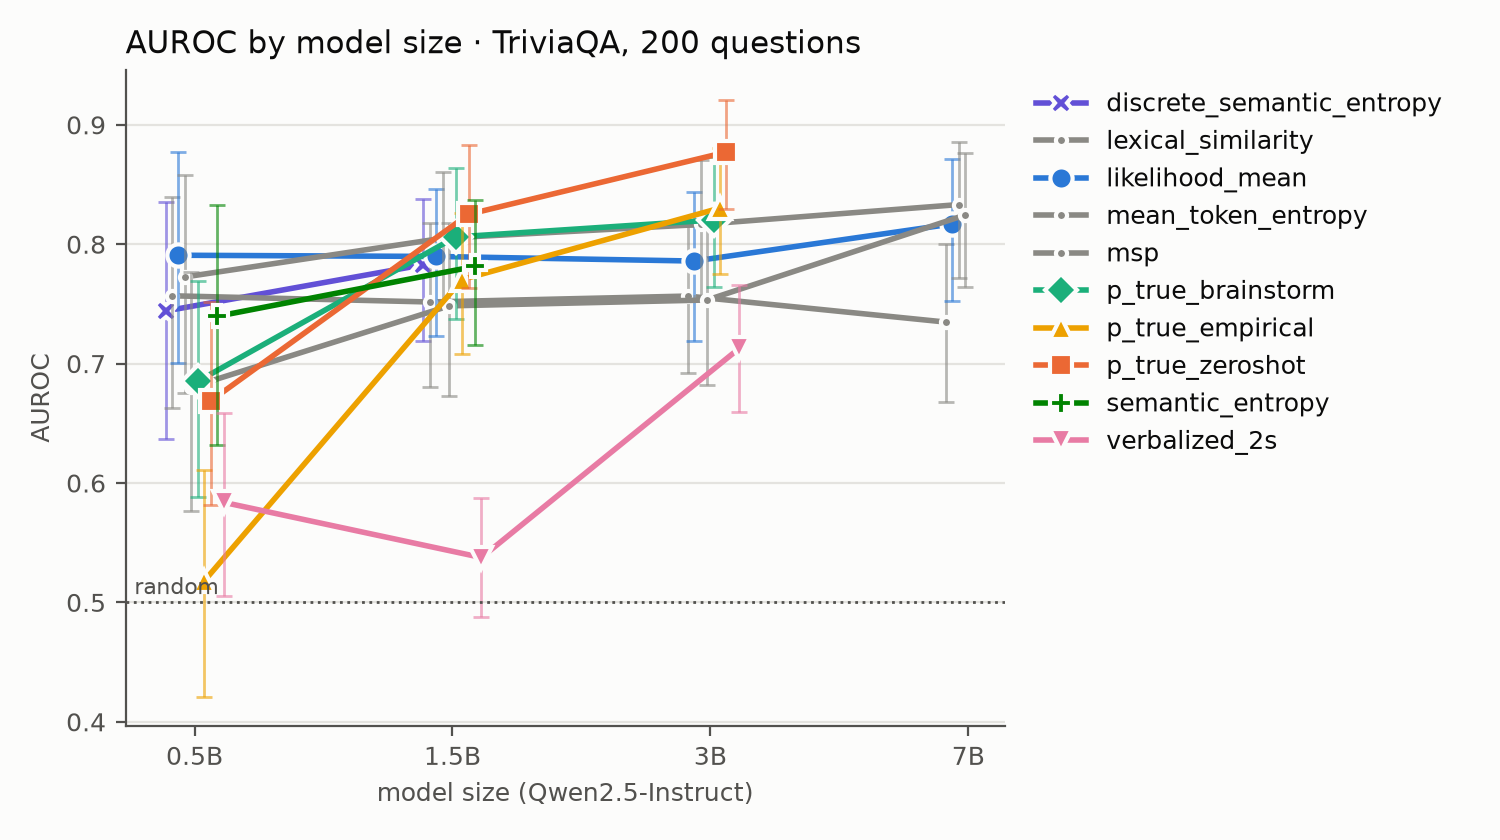 AUROC by model size · TriviaQA, 200 questions
discrete_semantic_entropy
lexical_similarity
likelihood_mean
mean_token_entropy
msp
p_true_brainstorm
p_true_empirical
p_true_zeroshot
semantic_entropy
verbalized_2s
AUROC
0.9
0.8
0.7
0.6
0.5
0.4
random
0.5B
1.5B
3B
7B
model size (Qwen2.5-Instruct)